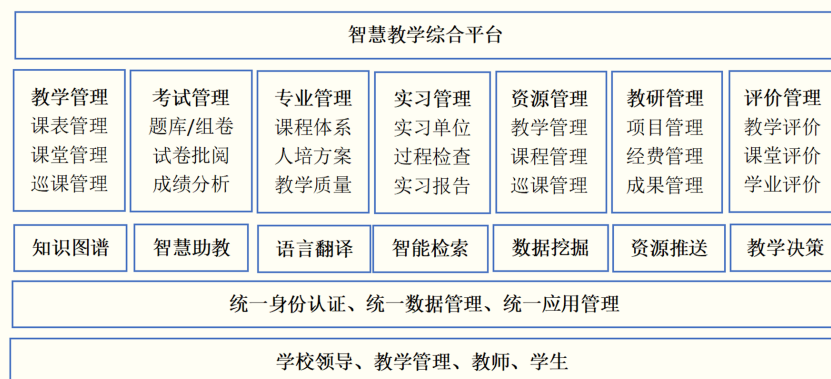 智慧教学综合平台
教学管理
课表管理
课堂管理
巡课管理
考试管理
题库/组卷
试卷批阅
成绩分析
专业管理
课程体系
人培方案
教学质量
实习管理
实习单位
过程检查
实习报告
资源管理
教学管理
课程管理
巡课管理
教研管理
项目管理
经费管理
成果管理
评价管理
教学评价
课堂评价
学业评价
知识图谱
智慧助教
语言翻译
智能检索
数据挖掘
资源推送
教学决策
统一身份认证、统一数据管理、统一应用管理
学校领导、教学管理、教师、学生